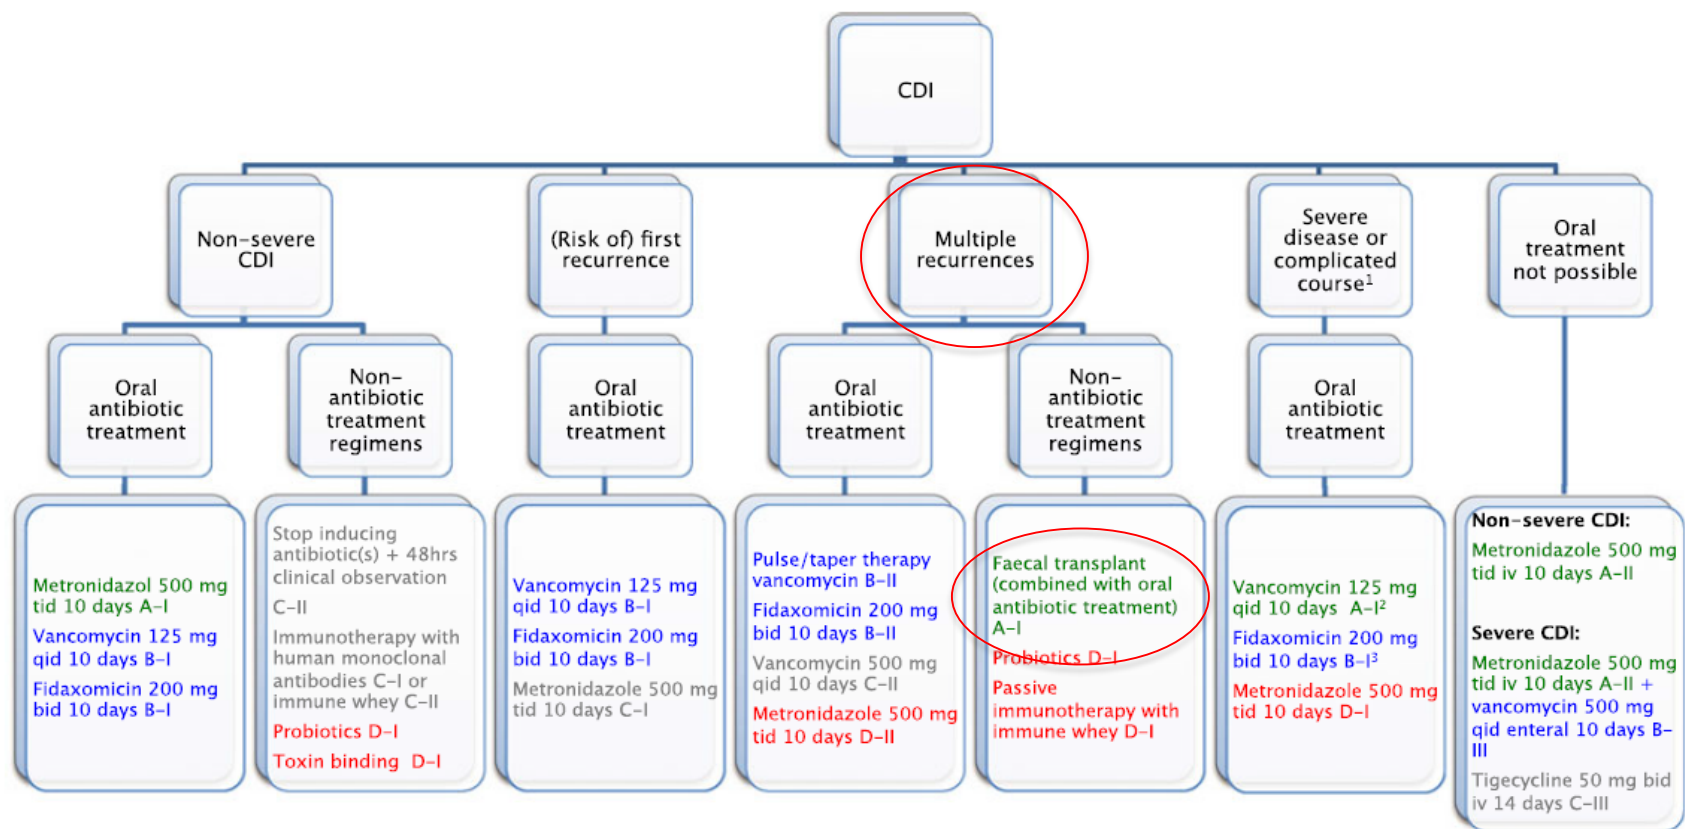 CDI
Non-severe
CDI
(Risk of) first
recurrence
Multiple
recurrences
Severe
disease or
complicated
course1
Oral
treatment
not possible
Oral
antibiotic
treatment
Non-
antibiotic
treatment
regimens
Oral
antibiotic
treatment
Oral
antibiotic
treatment
Non-
antibiotic
treatment
regimens
Oral
antibiotic
treatment
Metronidazol 500 mg
tid 10 days A-I
Vancomycin 125 mg
qid 10 days B-I
Fidaxomicin 200 mg
bid 10 days B-I
Stop inducing
antibiotic(s) + 48hrs
clinical observation
C-II
Immunotherapy with
human monoclonal
antibodies C-I or
immune whey C-II
Probiotics D-I
Toxin binding D-I
Vancomycin 125 mg
qid 10 days B-I
Fidaxomicin 200 mg
bid 10 days B-I
Metronidazole 500 mg
tid 10 days C-I
Pulse/taper therapy
vancomycin B-II
Fidaxomicin 200 mg
bid 10 days B-II
Vancomycin 500 mg
qid 10 days C-II
Metronidazole 500 mg
tid 10 days D-II
Faecal transplant
(combined with oral
antibiotic treatment)
A-I
Probiotics D-I
Passive
immunotherapy with
immune whey D-I
Vancomycin 125 mg
qid 10 days A-I2
Fidaxomicin 200 mg
bid 10 days B-I3
Metronidazole 500 mg
tid 10 days D-I
Non-severe CDI:
Metronidazole 500 mg
tid iv 10 days A-II
Severe CDI:
Metronidazole 500 mg
tid iv 10 days A-II +
vancomycin 500 mg
qid enteral 10 days B-
III
Tigecycline 50 mg bid
iv 14 days C-III